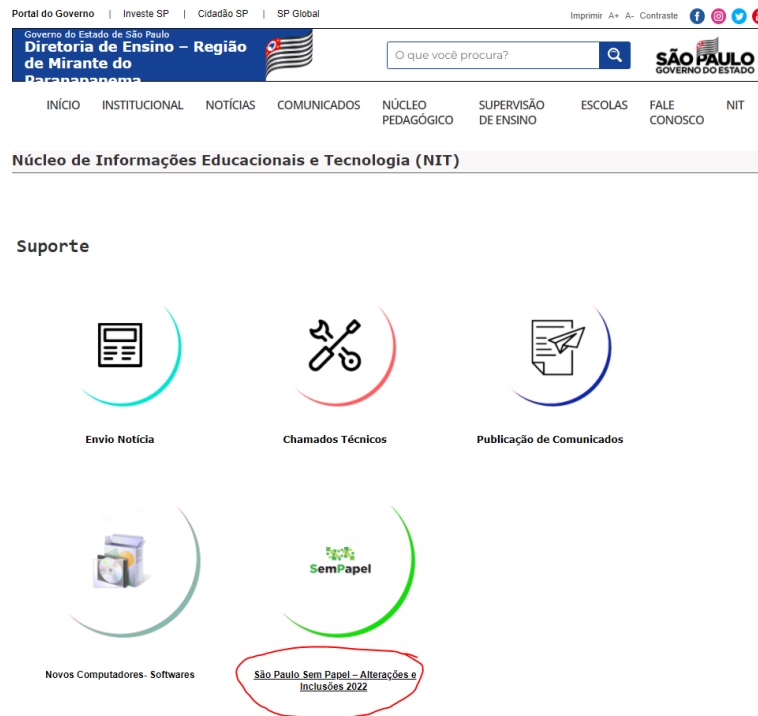 Portal do Governo | Investe SP | Cidadão SP | SP Global
Imprimir A+ A- Contraste
Governo do Estado de São Paulo
Diretoria de Ensino – Região
de Mirante do
Paranapanema
O que você procura?
SÃO PAULO
GOVERNO DO ESTADO
INÍCIO INSTITUCIONAL NOTÍCIAS COMUNICADOS NÚCLEO PEDAGÓGICO SUPERVISÃO DE ENSINO ESCOLAS FALE CONOSCO NIT
Núcleo de Informações Educacionais e Tecnologia (NIT)
Suporte
Envio Notícia
Chamados Técnicos
Publicação de Comunicados
SemPapel
Novos Computadores- Softwares
São Paulo Sem Papel – Alterações e
Inclusões 2022